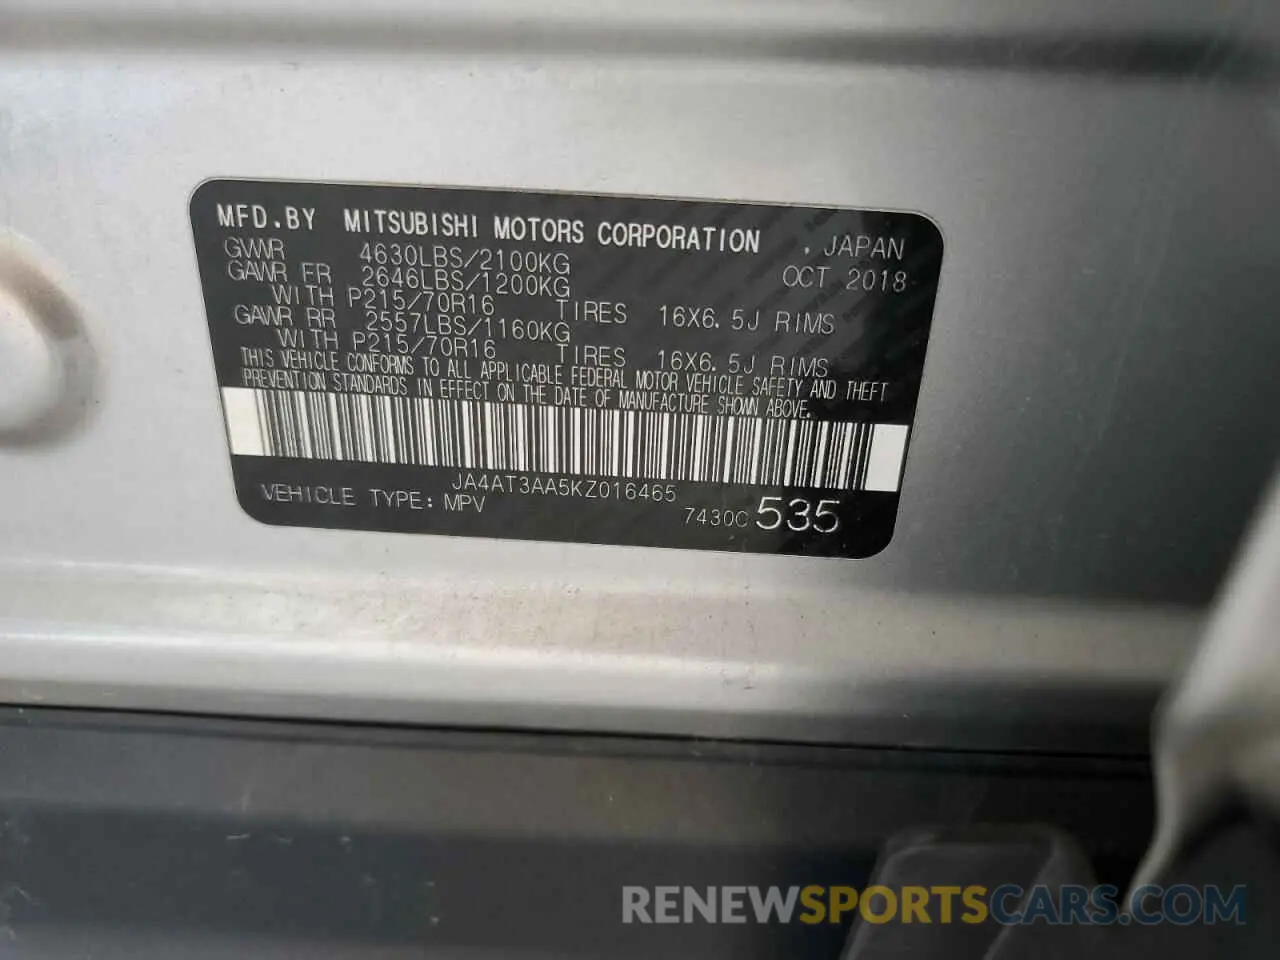 MFD.BY MITSUBISHI MOTORS CORPORATION , JAPAN
GVWR 4630LBS/2100KG OCT 2018
GAWR FR 2646LBS/1200KG
WITH P215/70R16 TIRES 16X6.5J RIMS
GAWR RR 2557LBS/1160KG
WITH P215/70R16 TIRES 16X6.5J RIMS
THIS VEHICLE CONFORMS TO ALL APPLICABLE FEDERAL MOTOR VEHICLE SAFETY AND THEFT
PREVENTION STANDARDS IN EFFECT ON THE DATE OF MANUFACTURE SHOWN ABOVE.
JA4AT3AA5KZ016465
VEHICLE TYPE: MPV 7430C 535
RENEWSPORTSCARS.COM